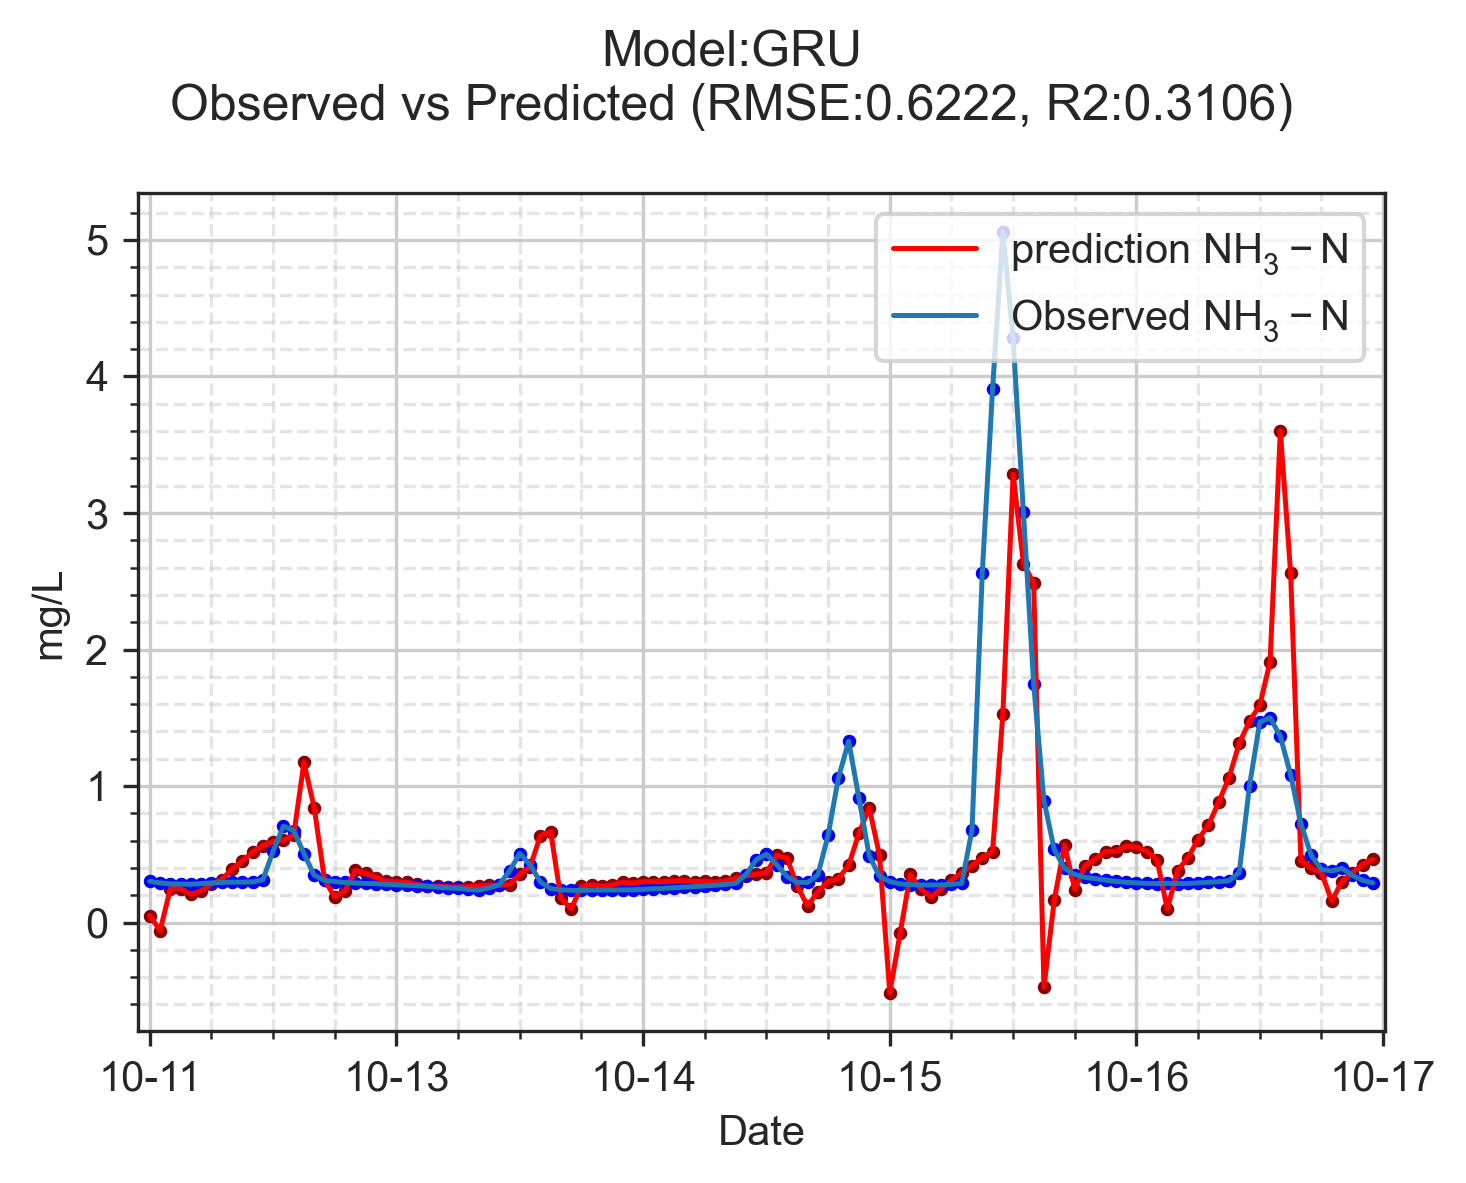 Model:GRU
Observed vs Predicted (RMSE:0.6222, R2:0.3106)
prediction NH₃ − N
Observed NH₃ − N
5
4
3
2
1
0
mg/L
10-11 10-13 10-14 10-15 10-16 10-17
Date